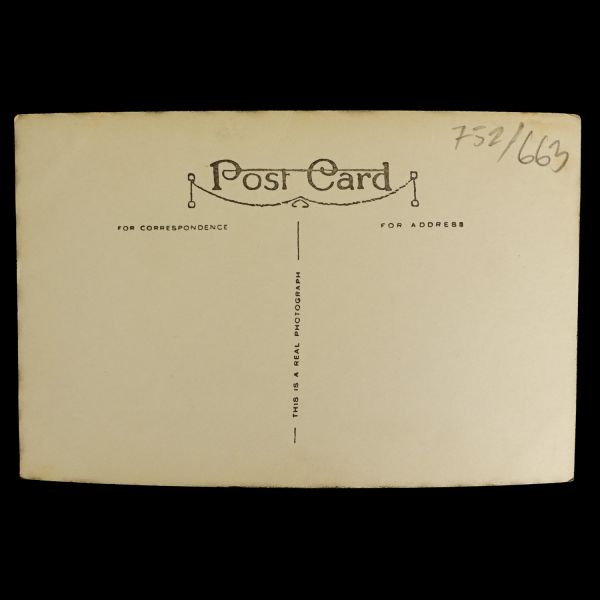 752/663
Post Card
FOR CORRESPONDENCE
FOR ADDRESS
THIS IS A REAL PHOTOGRAPH